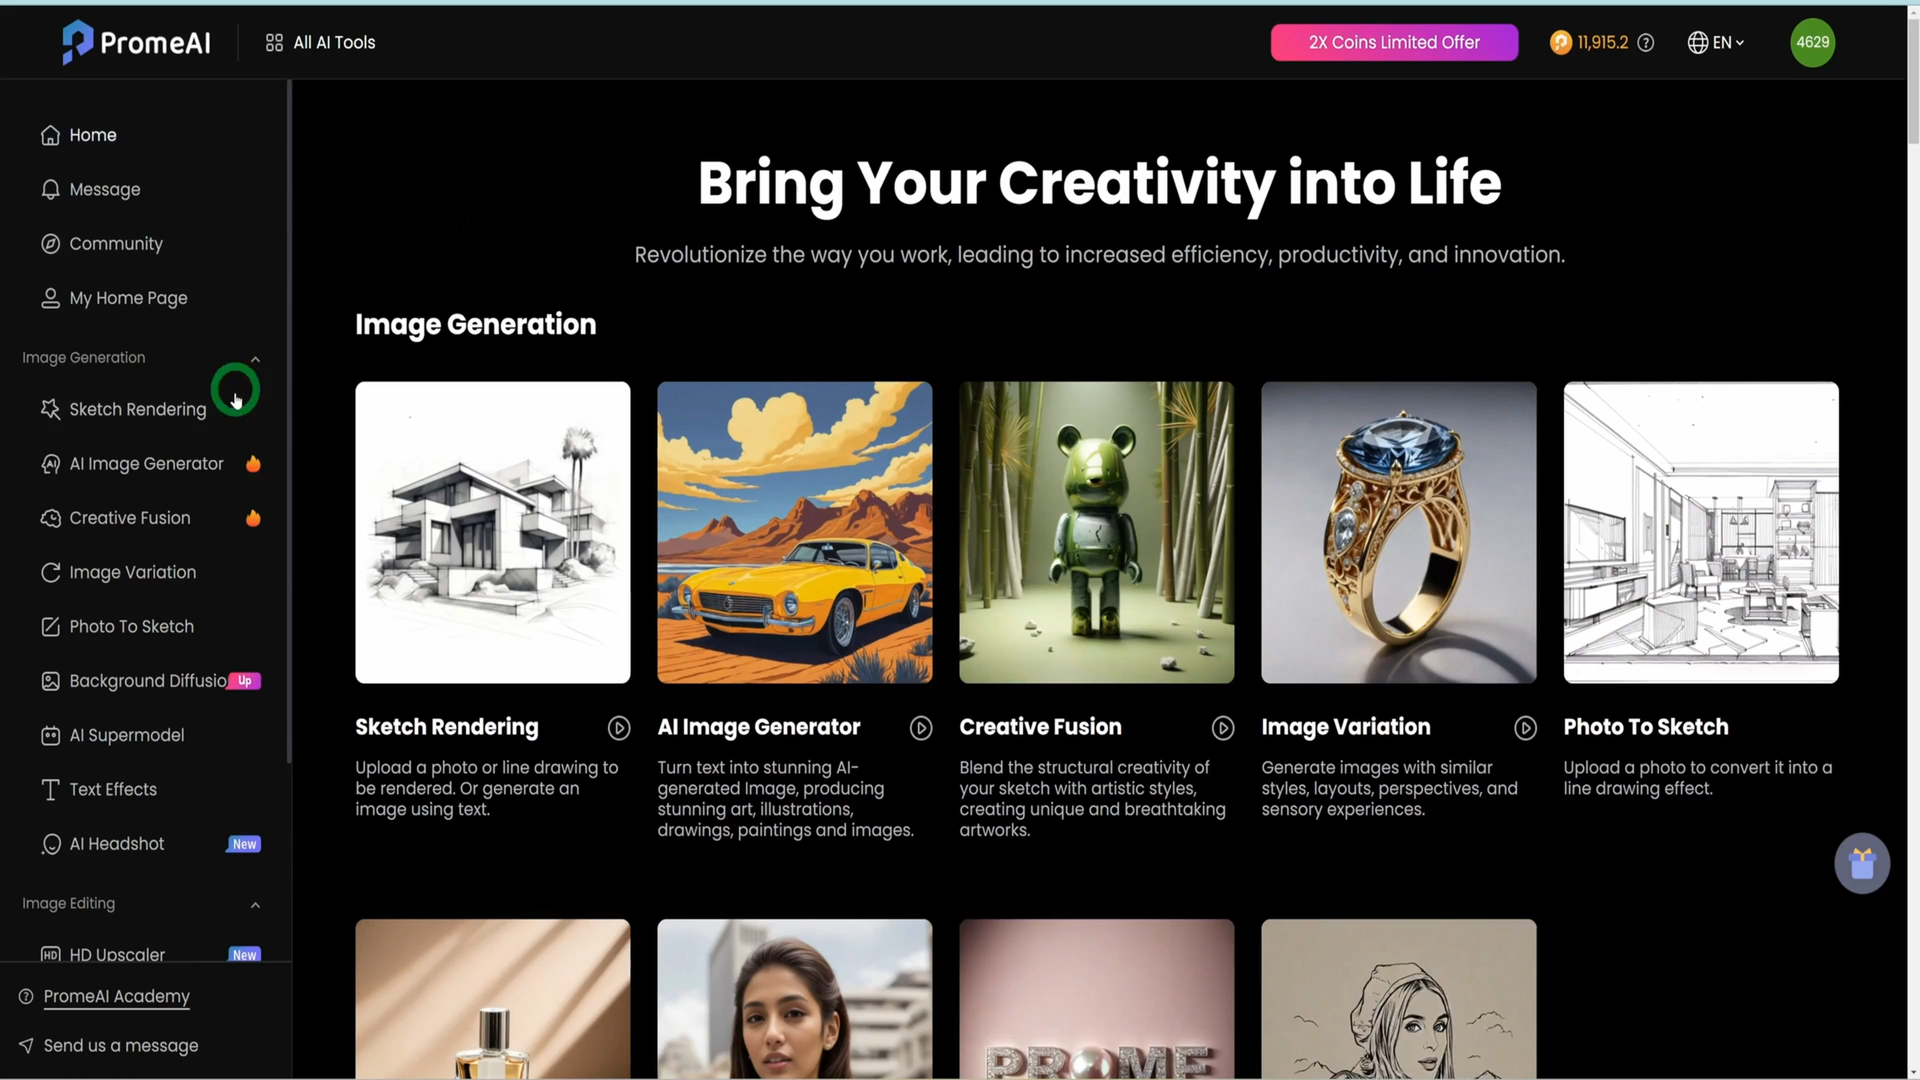 PromeAI
All AI Tools
2X Coins Limited Offer
11,915.2
EN
4629
Home
Message
Community
My Home Page
Image Generation
Sketch Rendering
AI Image Generator
Creative Fusion
Image Variation
Photo To Sketch
Background Diffusio
Up
AI Supermodel
Text Effects
AI Headshot
New
Image Editing
HD Upscaler
New
PromeAI Academy
Send us a message
Bring Your Creativity into Life
Revolutionize the way you work, leading to increased efficiency, productivity, and innovation.
Image Generation
Sketch Rendering
Upload a photo or line drawing to
be rendered. Or generate an
image using text.
AI Image Generator
Turn text into stunning AI-
generated Image, producing
stunning art, illustrations,
drawings, paintings and images.
Creative Fusion
Blend the structural creativity of
your sketch with artistic styles,
creating unique and breathtaking
artworks.
Image Variation
Generate images with similar
styles, layouts, perspectives, and
sensory experiences.
Photo To Sketch
Upload a photo to convert it into a
line drawing effect.
PROME